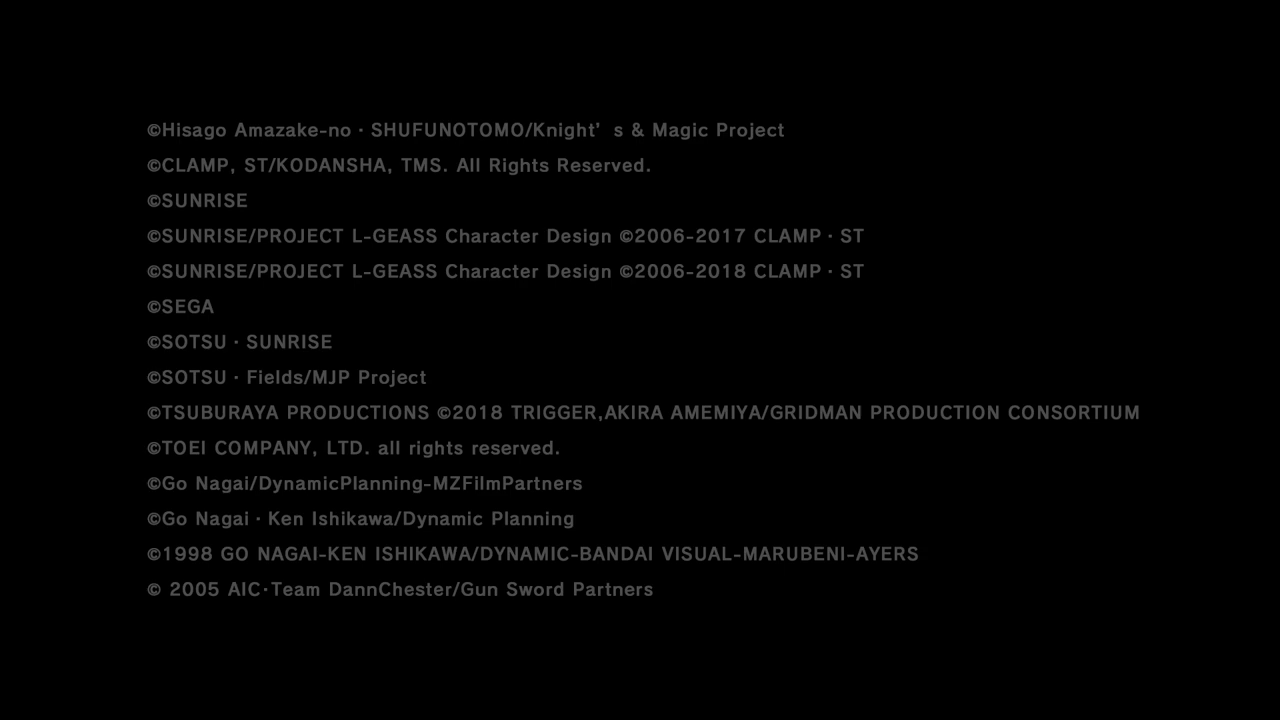 ©Hisago Amazake-no・SHUFUNOTOMO/Knight’s & Magic Project
©CLAMP, ST/KODANSHA, TMS. All Rights Reserved.
©SUNRISE
©SUNRISE/PROJECT L-GEASS Character Design ©2006-2017 CLAMP・ST
©SUNRISE/PROJECT L-GEASS Character Design ©2006-2018 CLAMP・ST
©SEGA
©SOTSU・SUNRISE
©SOTSU・Fields/MJP Project
©TSUBURAYA PRODUCTIONS ©2018 TRIGGER,AKIRA AMEMIYA/GRIDMAN PRODUCTION CONSORTIUM
©TOEI COMPANY, LTD. all rights reserved.
©Go Nagai/DynamicPlanning-MZFilmPartners
©Go Nagai・Ken Ishikawa/Dynamic Planning
©1998 GO NAGAI-KEN ISHIKAWA/DYNAMIC-BANDAI VISUAL-MARUBENI-AYERS
© 2005 AIC·Team DannChester/Gun Sword Partners